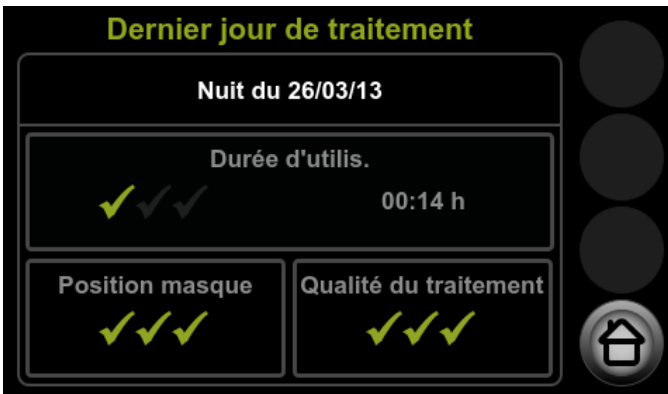 Dernier jour de traitement
Nuit du 26/03/13
Durée d'utilis.
00:14 h
Position masque
Qualité du traitement